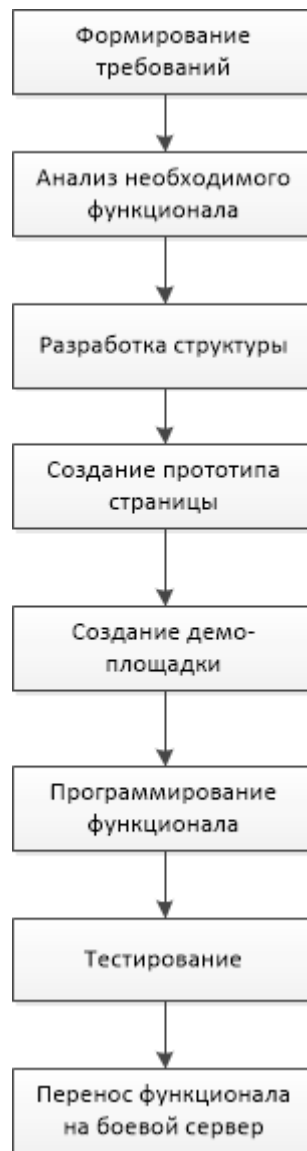 Формирование
требований
Анализ необходимого
функционала
Разработка структуры
Создание прототипа
страницы
Создание демо-
площадки
Программирование
функционала
Тестирование
Перенос функционала
на боевой сервер